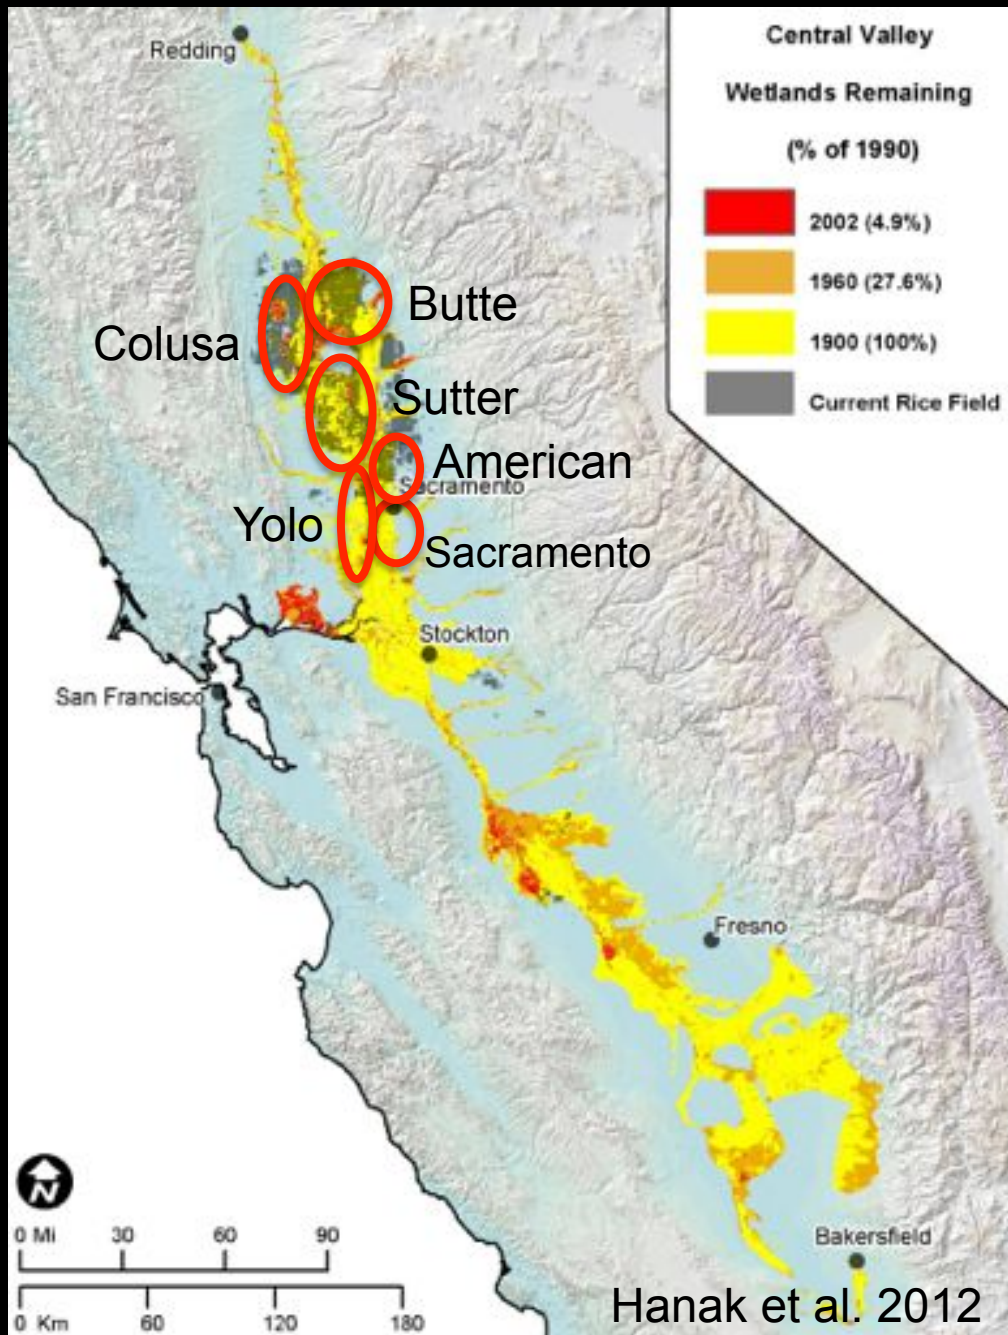 Central Valley
Wetlands Remaining
(% of 1990)
2002 (4.9%)
1960 (27.6%)
1900 (100%)
Current Rice Field
Redding
Butte
Colusa
Sutter
American
Sacramento
Yolo
Sacramento
Stockton
San Francisco
Fresno
Bakersfield
N
0 Mi 30 60 90
0 Km 60 120 180
Hanak et al. 2012